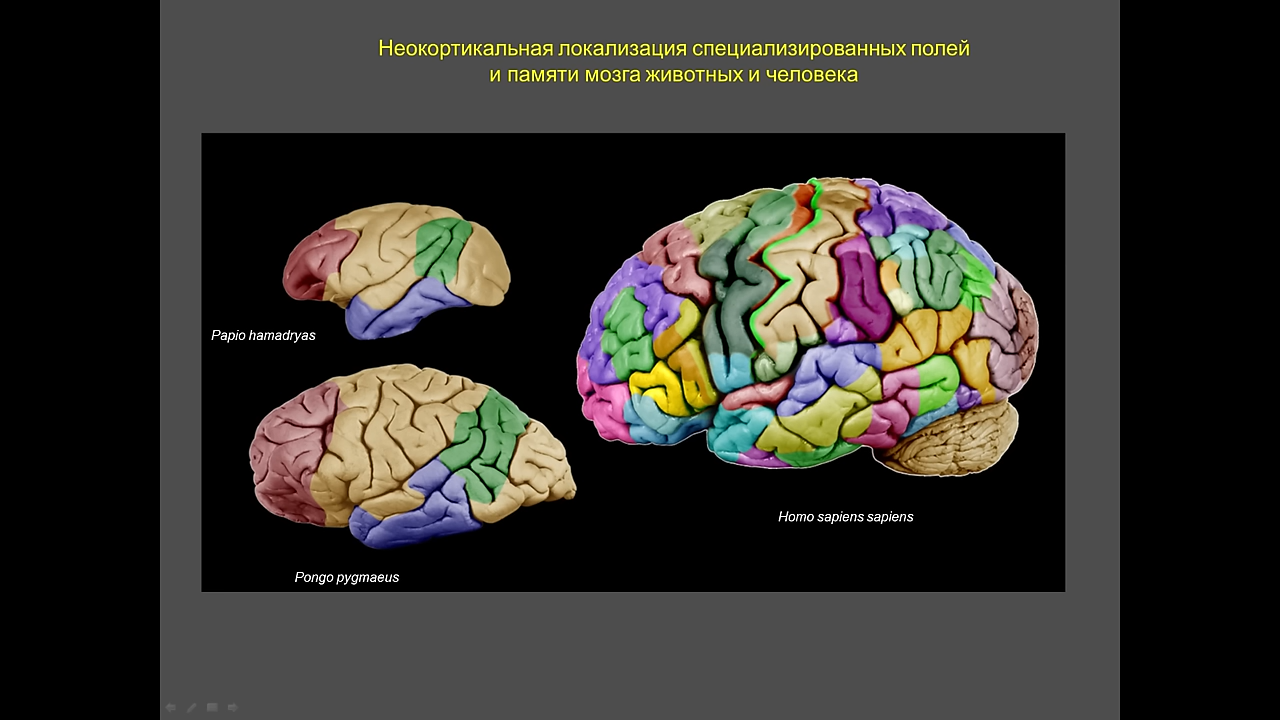 Неокортикальная локализация специализированных полей
и памяти мозга животных и человека
Papio hamadryas
Homo sapiens sapiens
Pongo pygmaeus